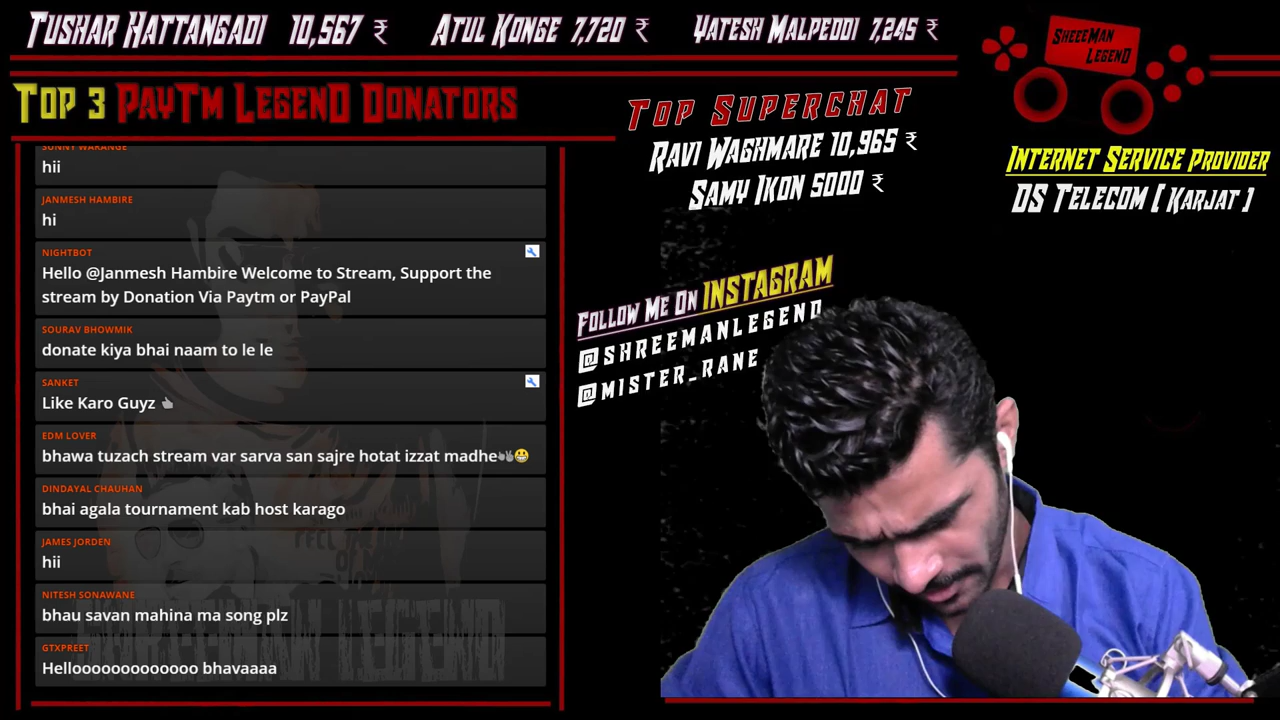 Tushar Hattangadi 10,567 ₹ Atul Konge 7,720 ₹ Yatesh Malpeddi 7,245 ₹
SHREEMAN
LEGEND
Top 3 PayTm LegenD Donators
Top Superchat
Ravi Waghmare 10,965 ₹
Samy Ikon 5000 ₹
Internet Service Provider
DS Telecom [ Karjat ]
Follow Me On INSTAGRAM
@SHREEMANLEGEND
@MISTER_RANE
SUNNY WARANGE
hii
JANMESH HAMBIRE
hi
NIGHTBOT
Hello @Janmesh Hambire Welcome to Stream, Support the
stream by Donation Via Paytm or PayPal
SOURAV BHOWMIK
donate kiya bhai naam to le le
SANKET
Like Karo Guyz
EDM LOVER
bhawa tuzach stream var sarva san sajre hotat izzat madhe
DINDAYAL CHAUHAN
bhai agala tournament kab host karago
JAMES JORDEN
hii
NITESH SONAWANE
bhau savan mahina ma song plz
GTXPREET
Hellooooooooooooo bhavaaaa
SHREEMAN LEGEND